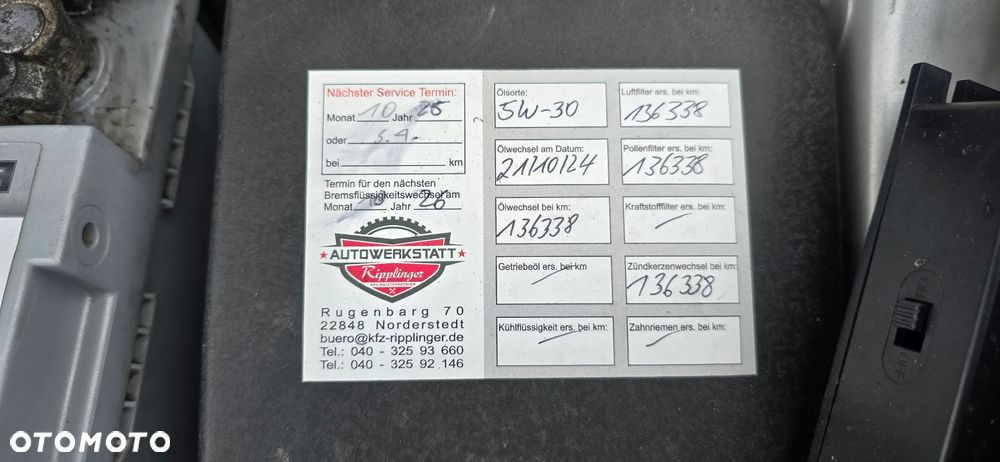 Nächster Service Termin:
Monat 10 Jahr 25
oder s.A.
bei km
Termin für den nächsten
Bremsflüssigkeitswechsel am
Monat 10 Jahr 26
AUTOWERKSTATT
Ripplinger
KFZ-MEISTERBETRIEB
Rugenbarg 70
22848 Norderstedt
buero@kfz-ripplinger.de
Tel.: 040 - 325 93 660
Tel.: 040 - 325 92 146
Ölsorte:
5W-30
Ölwechsel am Datum:
21/10/24
Ölwechsel bei km:
136338
Getriebeöl ers. bei km
Kühlflüssigkeit ers. bei km:
Luftfilter ers. bei km:
136338
Pollenfilter ers. bei km:
136338
Kraftstofffilter ers. bei km:
Zündkerzenwechsel bei km:
136338
Zahnriemen ers. bei km:
OTOMOTO